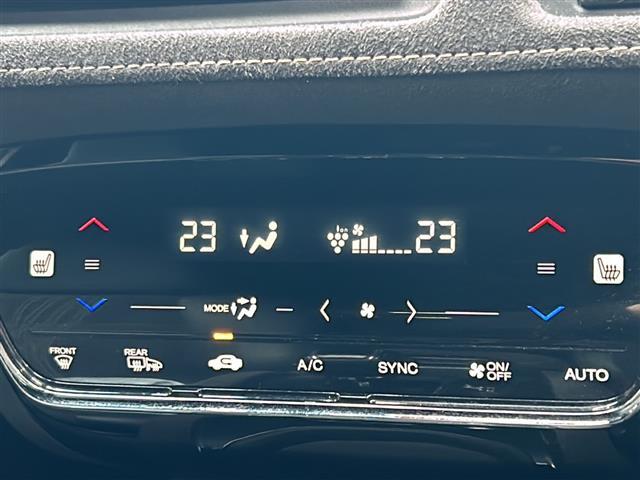 23 23
MODE
FRONT REAR A/C SYNC ON/OFF AUTO